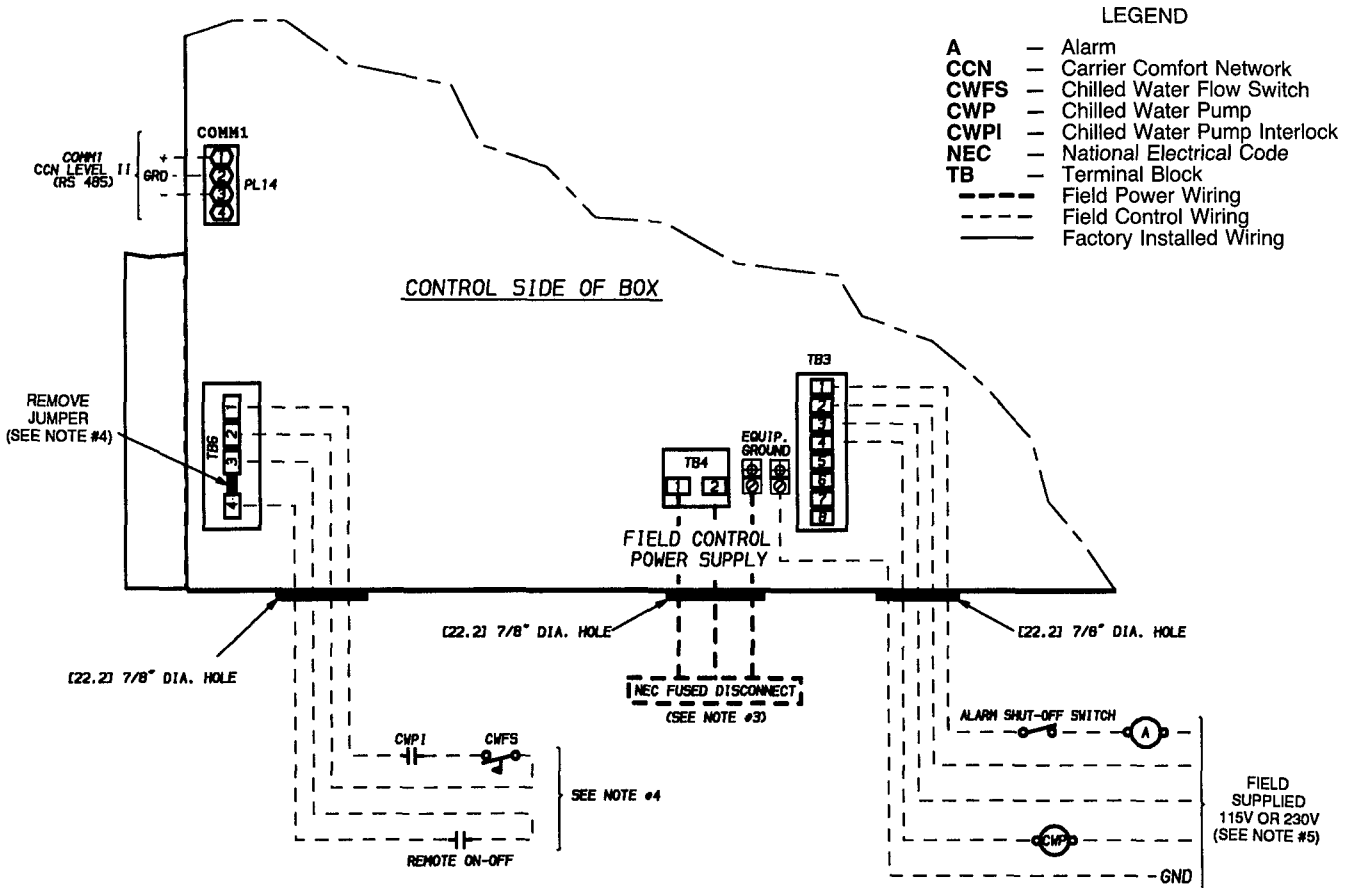 LEGEND
A — Alarm
CCN — Carrier Comfort Network
CWFS — Chilled Water Flow Switch
CWP — Chilled Water Pump
CWPI — Chilled Water Pump Interlock
NEC — National Electrical Code
TB — Terminal Block
Field Power Wiring
Field Control Wiring
Factory Installed Wiring
COMM1
COMM1
CCN LEVEL II
(RS 485)
+
GRD
-
1
2
3
4
PL14
CONTROL SIDE OF BOX
REMOVE
JUMPER
(SEE NOTE #4)
TB6
1
2
3
4
TB4
1 2
EQUIP.
GROUND
TB3
1
2
3
4
5
6
7
8
FIELD CONTROL
POWER SUPPLY
[22.2] 7/8" DIA. HOLE
[22.2] 7/8" DIA. HOLE
[22.2] 7/8" DIA. HOLE
NEC FUSED DISCONNECT
(SEE NOTE #3)
CWPI
CWFS
SEE NOTE #4
REMOTE ON-OFF
ALARM SHUT-OFF SWITCH
A
CWP
GND
FIELD
SUPPLIED
115V OR 230V
(SEE NOTE #5)